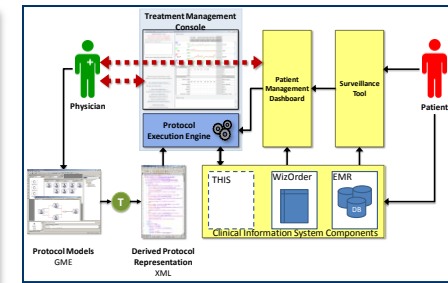 Treatment Management
Console
Physician
Patient
Management
Dashboard
Surveillance
Tool
Patient
Protocol
Execution Engine
THIS
WizOrder
EMR
DB
T
Clinical Information System Components
Protocol Models
GME
Derived Protocol
Representation
XML